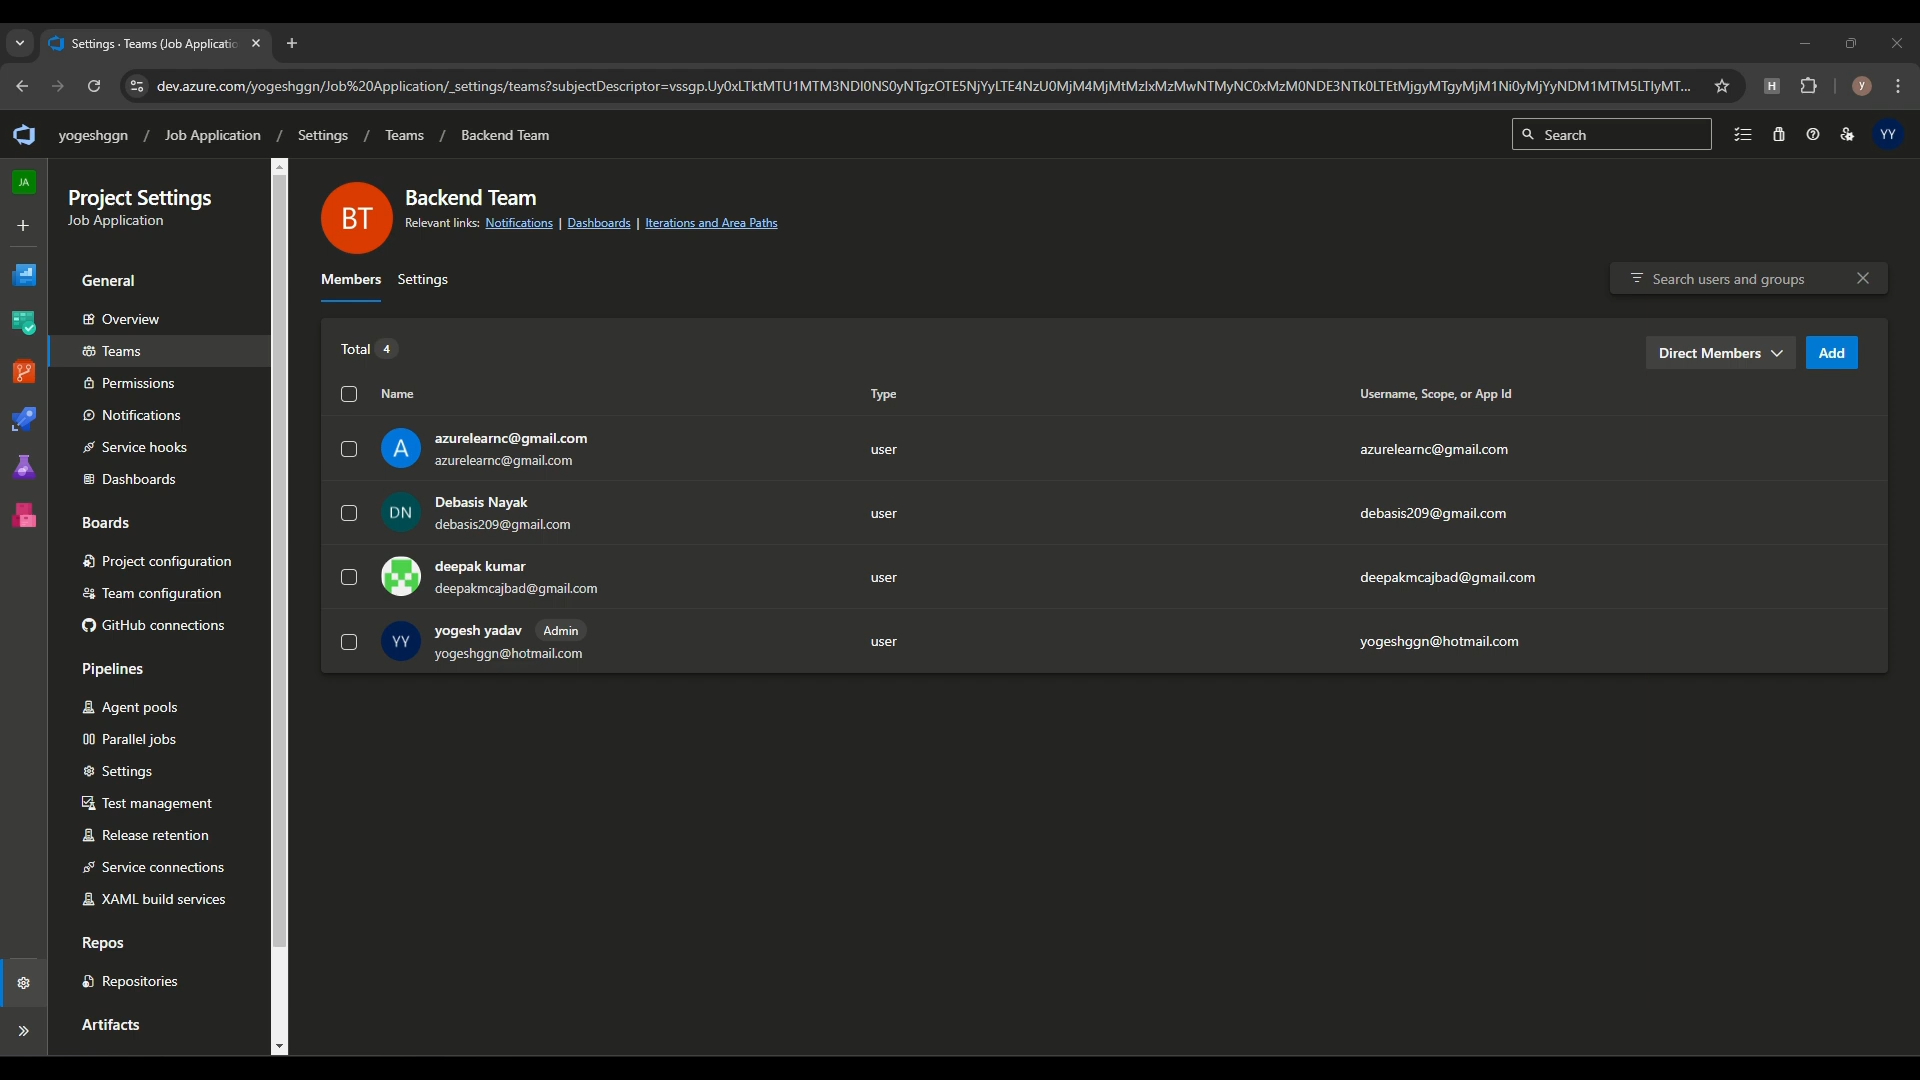 Settings · Teams (Job Applicatio
dev.azure.com/yogeshggn/Job%20Application/_settings/teams?subjectDescriptor=vssgp.
yogeshggn / Job Application / Settings / Teams / Backend Team
Search
YY
JA
Project Settings
Job Application
General
Overview
Teams
Permissions
Notifications
Service hooks
Dashboards
Boards
Project configuration
Team configuration
GitHub connections
Pipelines
Agent pools
Parallel jobs
Settings
Test management
Release retention
Service connections
XAML build services
Repos
Repositories
Artifacts
BT
Backend Team
Relevant links: Notifications | Dashboards | Iterations and Area Paths
Members Settings
Search users and groups
Total 4
Direct Members
Add
Name Type Username, Scope, or App Id
A
azurelearnc@gmail.com
azurelearnc@gmail.com
user
azurelearnc@gmail.com
DN
Debasis Nayak
debasis209@gmail.com
user
debasis209@gmail.com
deepak kumar
deepakmcajbad@gmail.com
user
deepakmcajbad@gmail.com
YY
yogesh yadav Admin
yogeshggn@hotmail.com
user
yogeshggn@hotmail.com